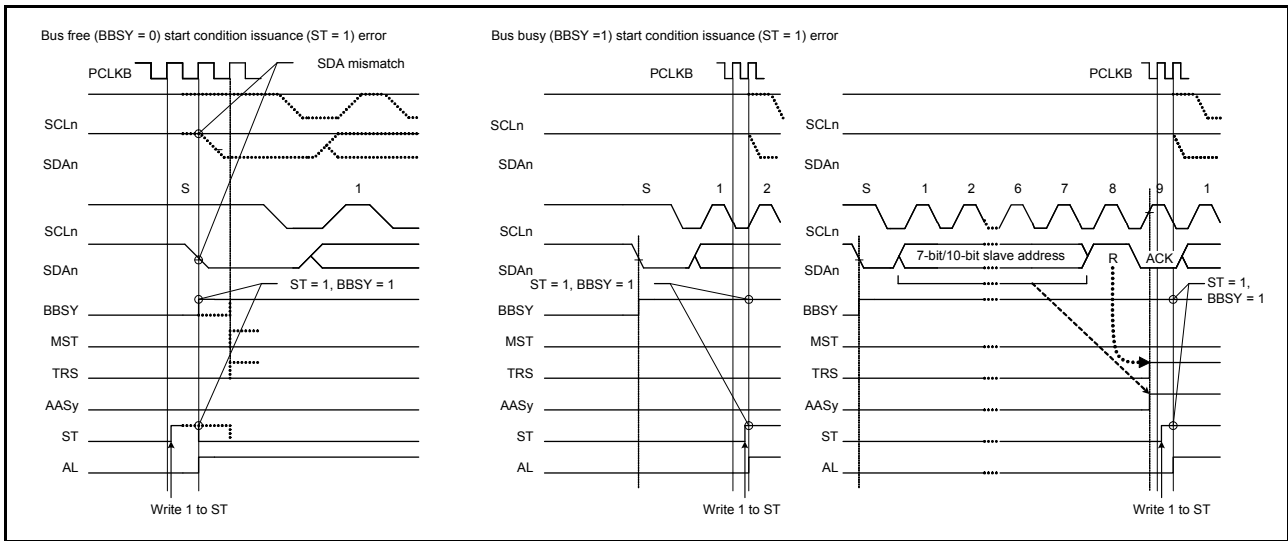 Bus free (BBSY = 0) start condition issuance (ST = 1) error
PCLKB
SDA mismatch
SCLn
SDAn
S 1
SCLn
SDAn
ST = 1, BBSY = 1
BBSY
MST
TRS
AASy
ST
AL
Write 1 to ST
Bus busy (BBSY =1) start condition issuance (ST = 1) error
PCLKB
SCLn
SDAn
S 1 2
SCLn
SDAn
ST = 1, BBSY = 1
BBSY
MST
TRS
AASy
ST
AL
Write 1 to ST
PCLKB
SCLn
SDAn
S 1 2 6 7 8 9 1
SCLn
7-bit/10-bit slave address R ACK
SDAn
ST = 1,
BBSY = 1
BBSY
MST
TRS
AASy
ST
AL
Write 1 to ST